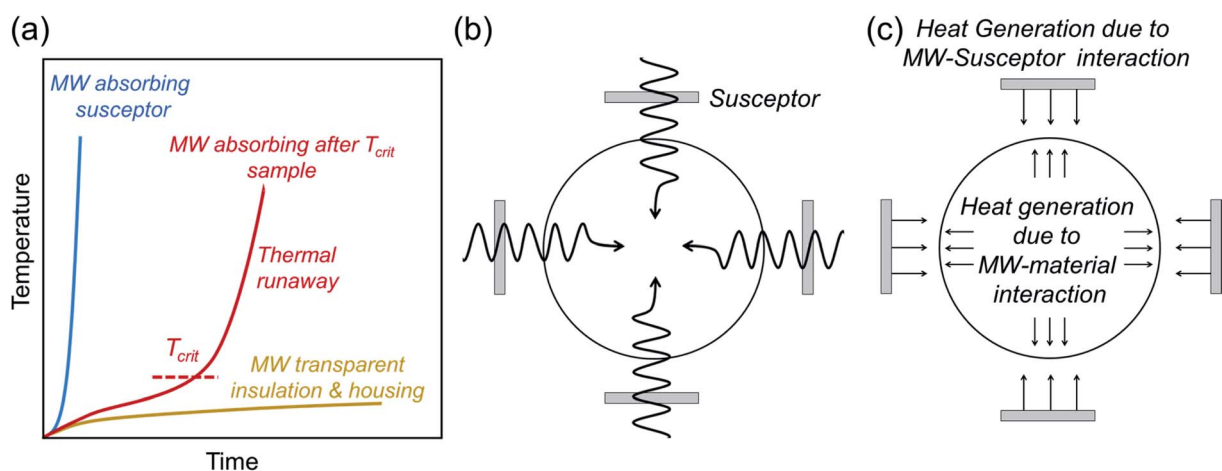 (a)
MW absorbing
susceptor
MW absorbing after T_crit
sample
Thermal
runaway
T_crit
MW transparent
insulation & housing
Temperature
Time
(b)
Susceptor
(c)
Heat Generation due to
MW-Susceptor interaction
Heat generation
due to
MW-material
interaction